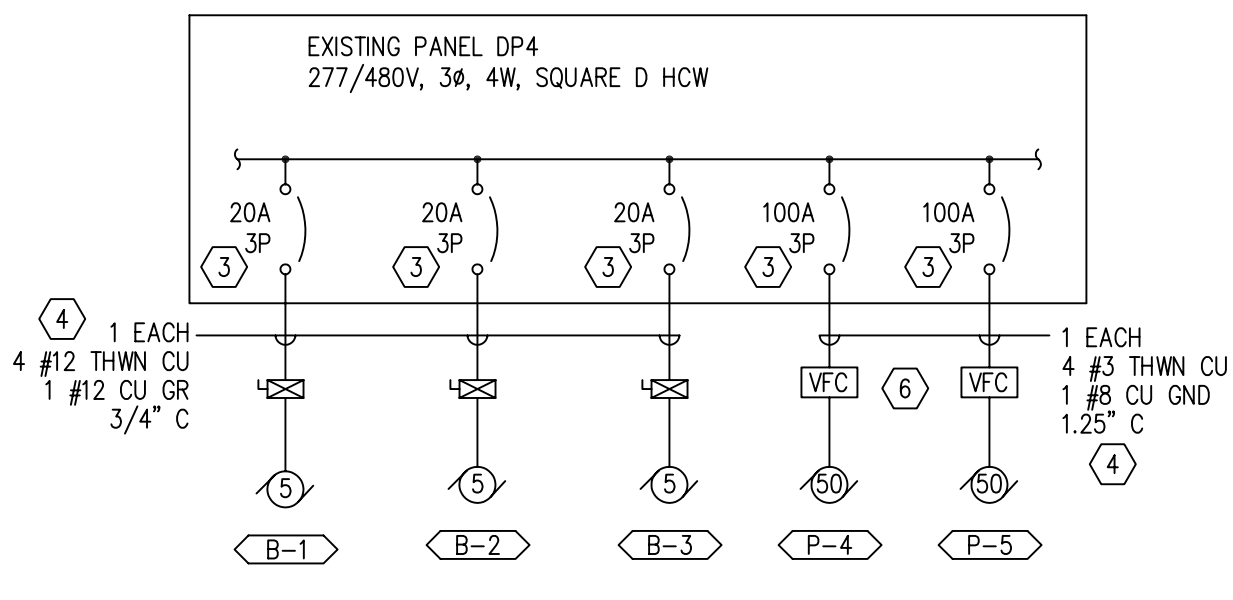 EXISTING PANEL DP4
277/480V, 3ø, 4W, SQUARE D HCW
20A
3P
3
20A
3P
3
20A
3P
3
100A
3P
3
100A
3P
3
4
1 EACH
4 #12 THWN CU
1 #12 CU GR
3/4" C
1 EACH
4 #3 THWN CU
1 #8 CU GND
1.25" C
4
VFC
6
VFC
5
5
5
50
50
B-1
B-2
B-3
P-4
P-5